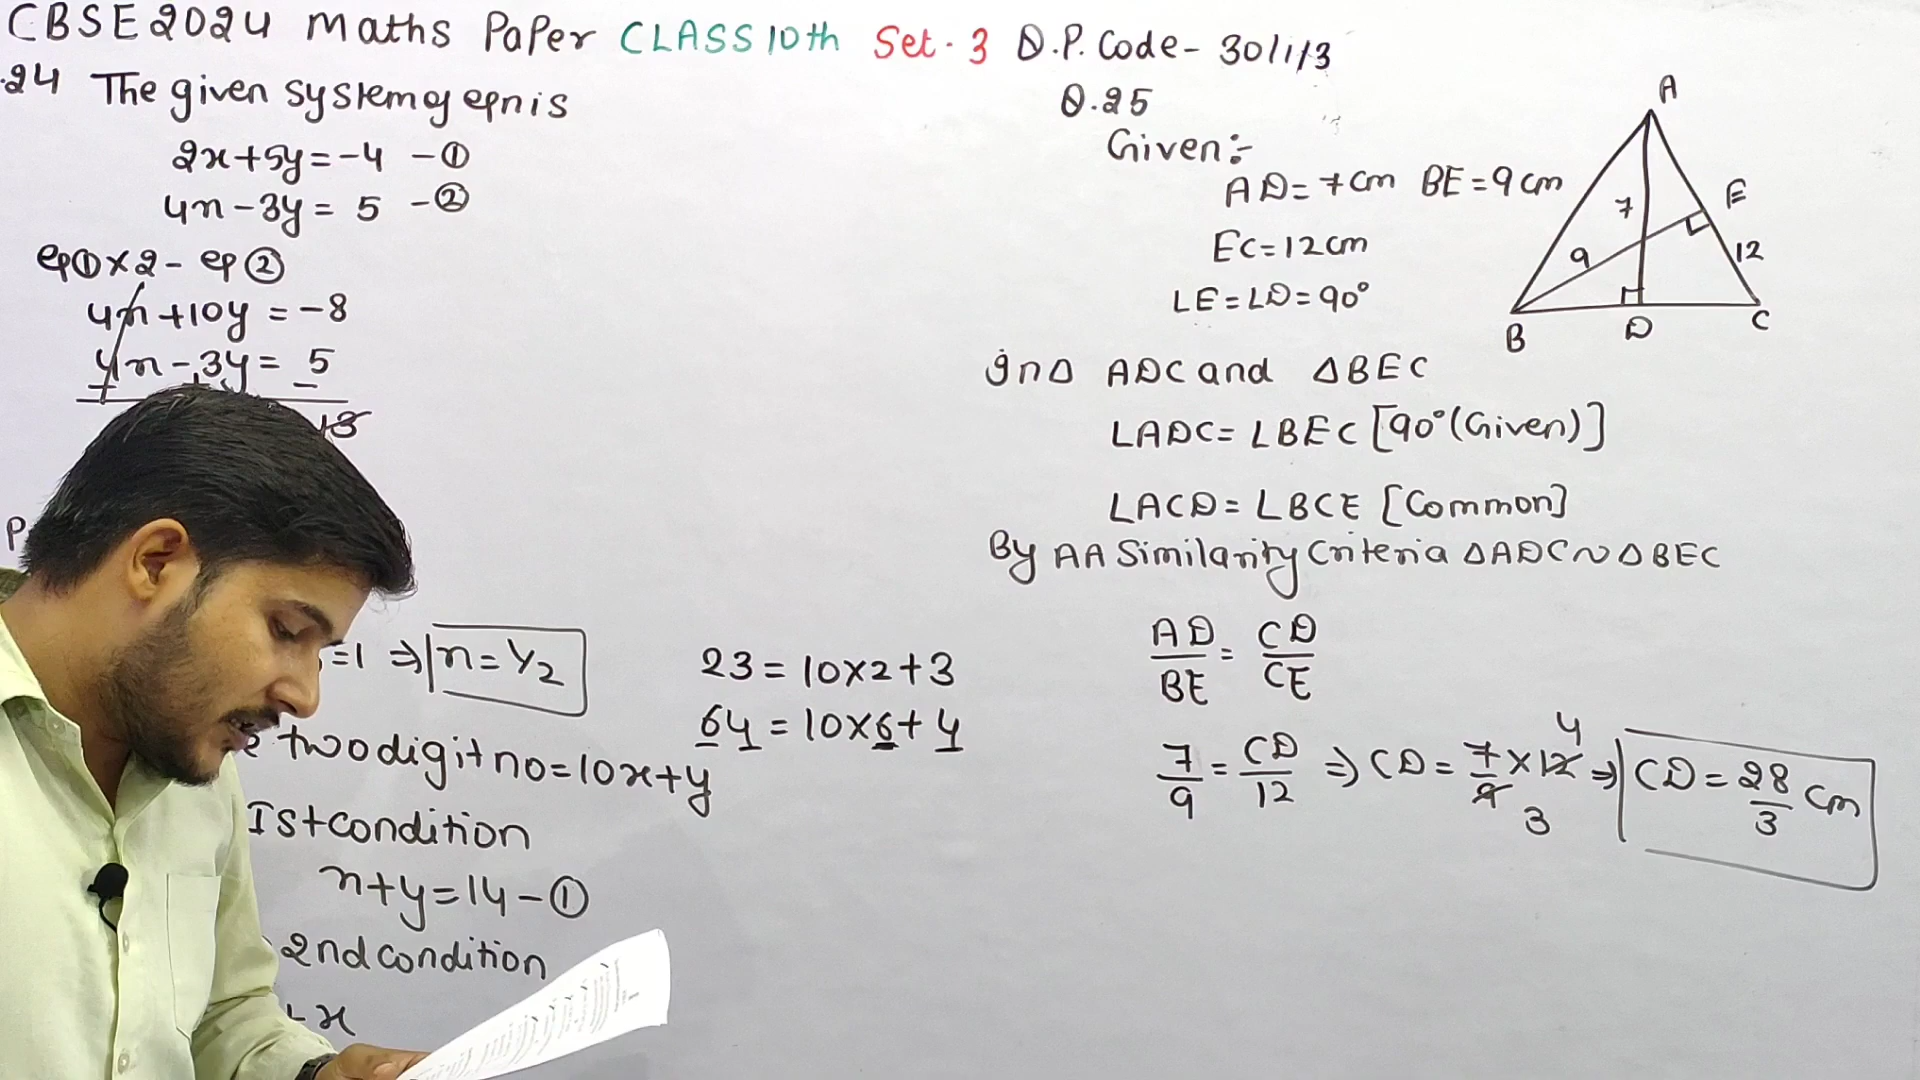 CBSE 2024 Maths Paper CLASS 10th Set. 3 Q.P. Code - 30/1/3
.24 The given system of eqn is
2x+5y=-4 -①
4x-3y= 5 -②
eq①×2- eq②
4x+10y = -8
4x-3y= 5
- + -
13
P
=1 ⇒ x=1/2
two digit no=10x+y
Ist condition
x+y=14-①
2nd condition
x
23 = 10×2+3
64 = 10×6+4
Q.25
Given:-
AD=7cm BE=9cm
EC=12cm
∠E=∠D=90°
A
E
7
9
12
B
D
C
In △ ADC and △BEC
∠ADC= ∠BEC [90°(Given)]
∠ACD= ∠BCE [Common]
By AA Similarity Criteria △ADC~△BEC
AD/BE = CD/CE
7/9 = CD/12 ⇒ CD = 7/9 × 12 ⇒ CD = 28/3 cm
4
3